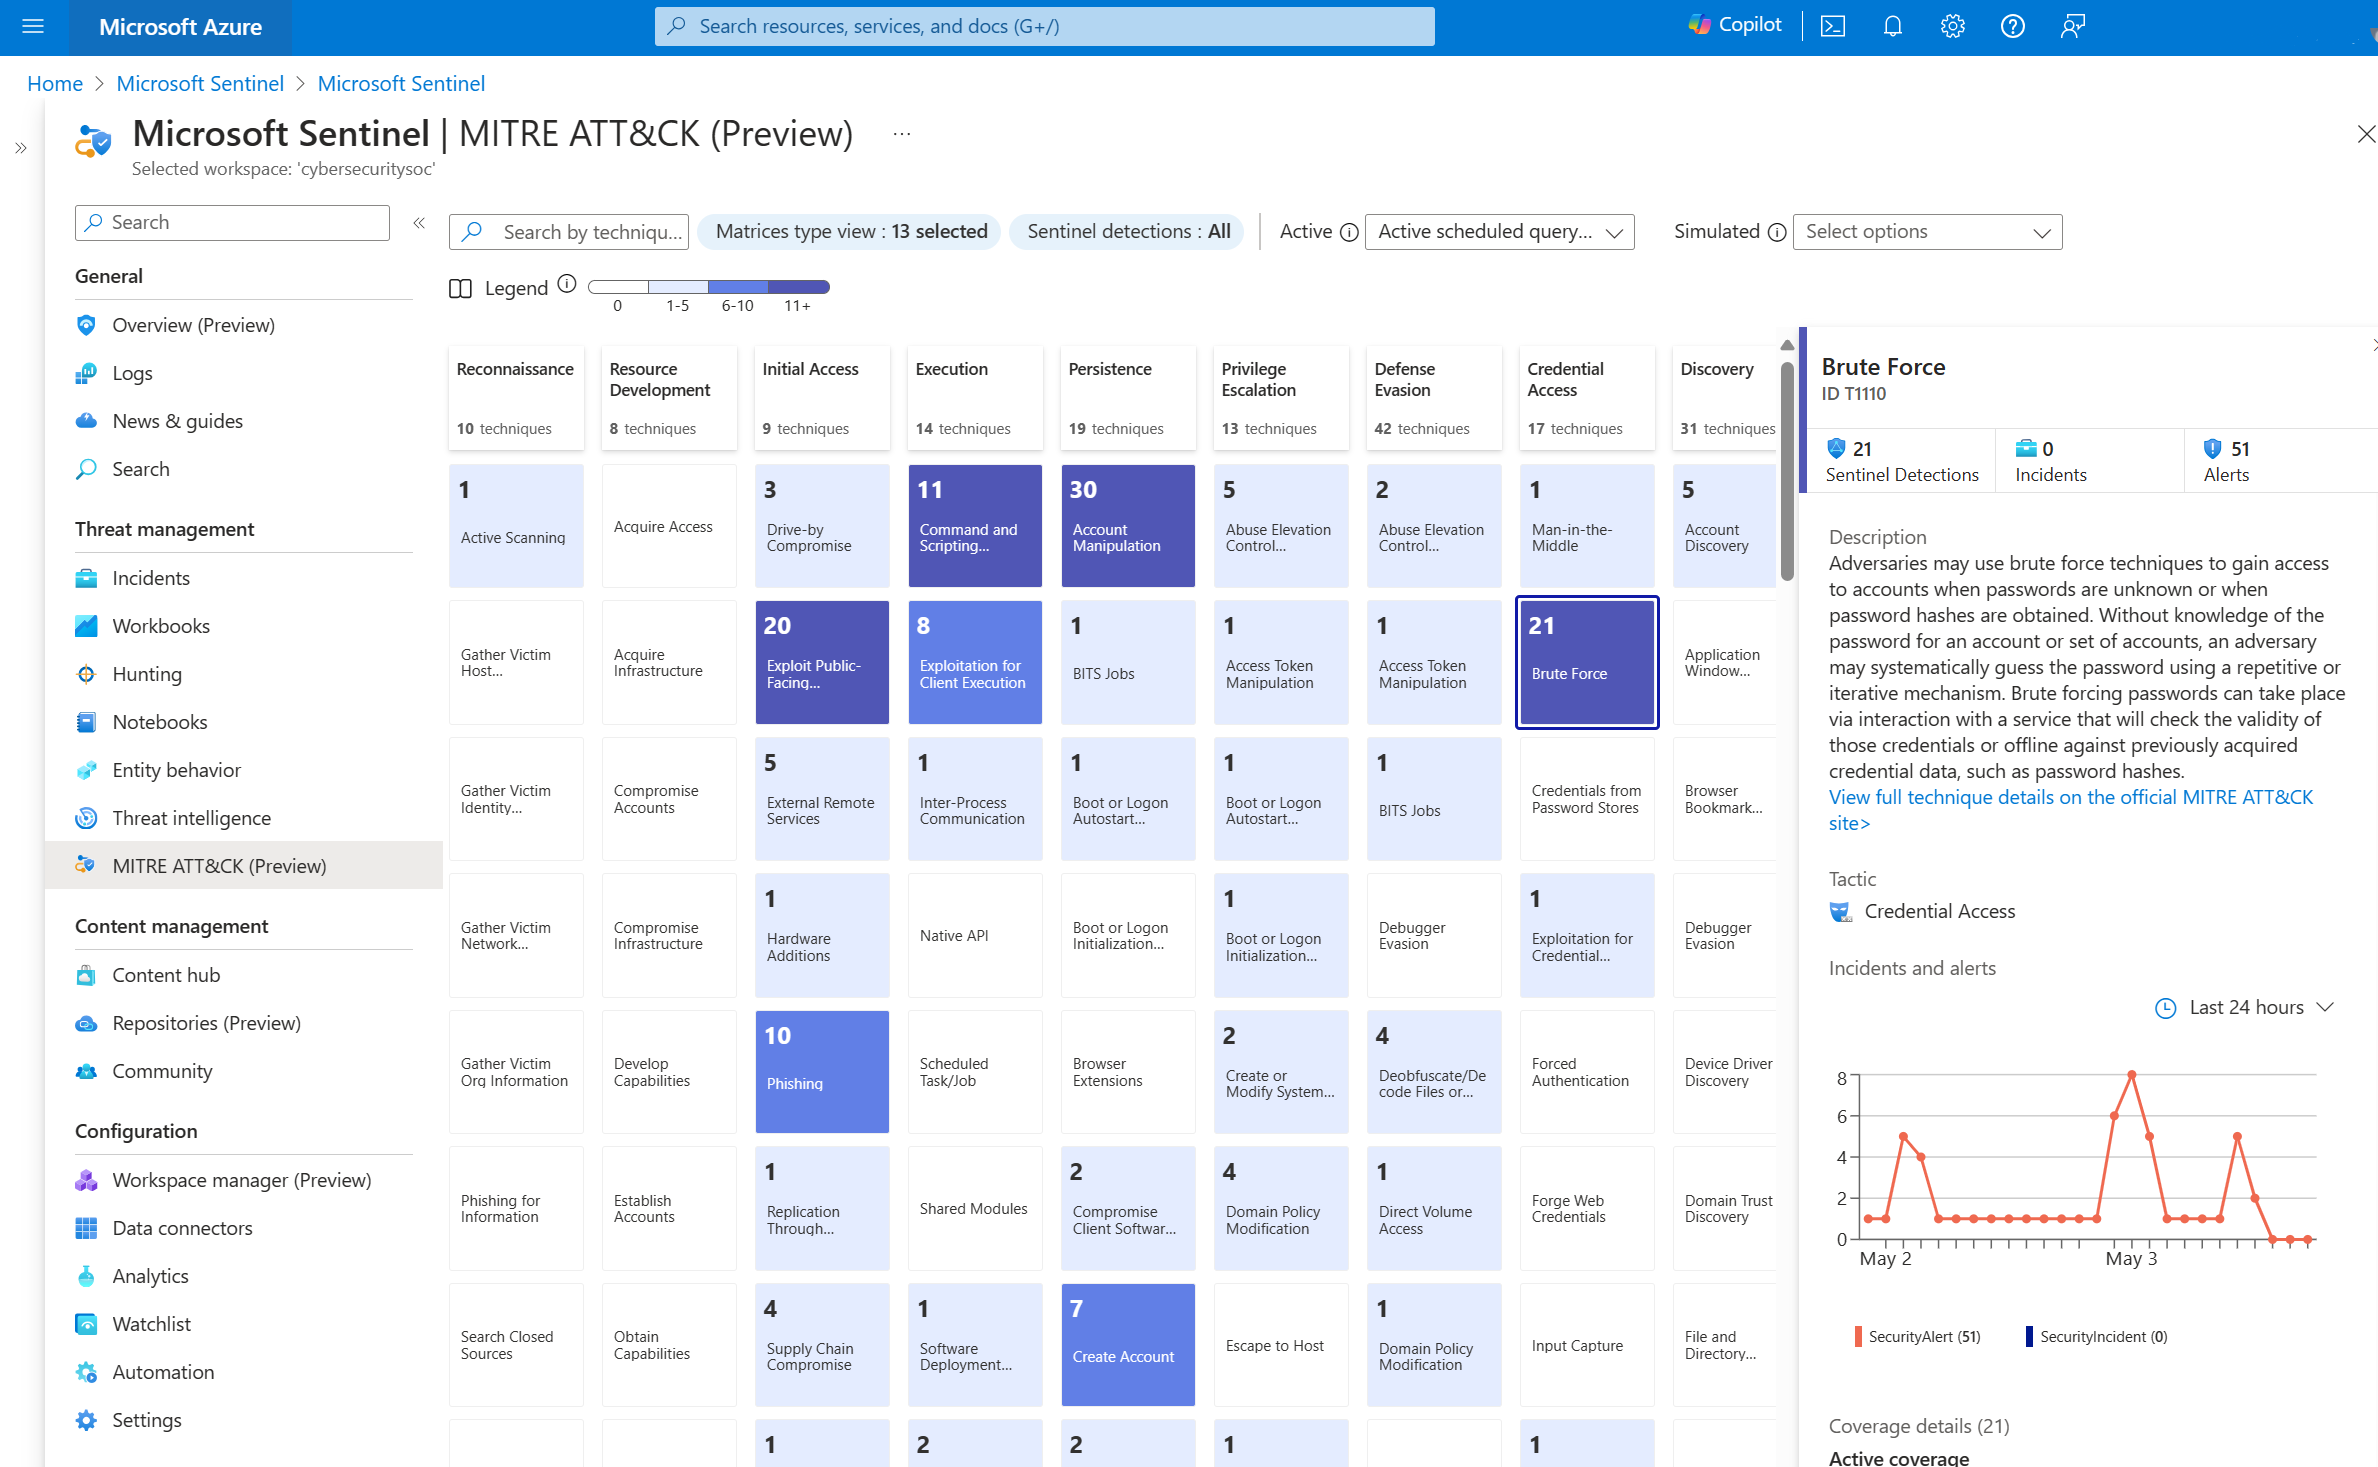 Microsoft Azure
Search resources, services, and docs (G+/)
Copilot
Home > Microsoft Sentinel > Microsoft Sentinel
Microsoft Sentinel | MITRE ATT&CK (Preview) ...
Selected workspace: 'cybersecuritysoc'
Search
General
Overview (Preview)
Logs
News & guides
Search
Threat management
Incidents
Workbooks
Hunting
Notebooks
Entity behavior
Threat intelligence
MITRE ATT&CK (Preview)
Content management
Content hub
Repositories (Preview)
Community
Configuration
Workspace manager (Preview)
Data connectors
Analytics
Watchlist
Automation
Settings
Search by techniqu...
Matrices type view : 13 selected
Sentinel detections : All
Active
Active scheduled query...
Simulated
Select options
Legend
0
1-5
6-10
11+
Reconnaissance
10 techniques
1
Active Scanning
Gather Victim
Host...
Gather Victim
Identity...
Gather Victim
Network...
Gather Victim
Org Information
Phishing for
Information
Search Closed
Sources
Resource
Development
8 techniques
Acquire Access
Acquire
Infrastructure
Compromise
Accounts
Compromise
Infrastructure
Develop
Capabilities
Establish
Accounts
Obtain
Capabilities
Initial Access
9 techniques
3
Drive-by
Compromise
20
Exploit Public-
Facing...
5
External Remote
Services
1
Hardware
Additions
10
Phishing
1
Replication
Through...
4
Supply Chain
Compromise
1
Execution
14 techniques
11
Command and
Scripting...
8
Exploitation for
Client Execution
1
Inter-Process
Communication
Native API
Scheduled
Task/Job
Shared Modules
1
Software
Deployment...
2
Persistence
19 techniques
30
Account
Manipulation
1
BITS Jobs
1
Boot or Logon
Autostart...
Boot or Logon
Initialization...
Browser
Extensions
2
Compromise
Client Softwar...
7
Create Account
2
Privilege
Escalation
13 techniques
5
Abuse Elevation
Control...
1
Access Token
Manipulation
1
Boot or Logon
Autostart...
1
Boot or Logon
Initialization...
2
Create or
Modify System...
4
Domain Policy
Modification
Escape to Host
1
Defense
Evasion
42 techniques
2
Abuse Elevation
Control...
1
Access Token
Manipulation
1
BITS Jobs
Debugger
Evasion
4
Deobfuscate/De
code Files or...
1
Direct Volume
Access
1
Domain Policy
Modification
Credential
Access
17 techniques
1
Man-in-the-
Middle
21
Brute Force
Credentials from
Password Stores
1
Exploitation for
Credential...
Forced
Authentication
Forge Web
Credentials
Input Capture
1
Discovery
31 techniques
5
Account
Discovery
Application
Window...
Browser
Bookmark...
Debugger
Evasion
Device Driver
Discovery
Domain Trust
Discovery
File and
Directory...
Brute Force
ID T1110
21
Sentinel Detections
0
Incidents
51
Alerts
Description
Adversaries may use brute force techniques to gain access
to accounts when passwords are unknown or when
password hashes are obtained. Without knowledge of the
password for an account or set of accounts, an adversary
may systematically guess the password using a repetitive or
iterative mechanism. Brute forcing passwords can take place
via interaction with a service that will check the validity of
those credentials or offline against previously acquired
credential data, such as password hashes.
View full technique details on the official MITRE ATT&CK
site>
Tactic
Credential Access
Incidents and alerts
Last 24 hours
8
6
4
2
0
May 2
May 3
SecurityAlert (51)
SecurityIncident (0)
Coverage details (21)
Active coverage